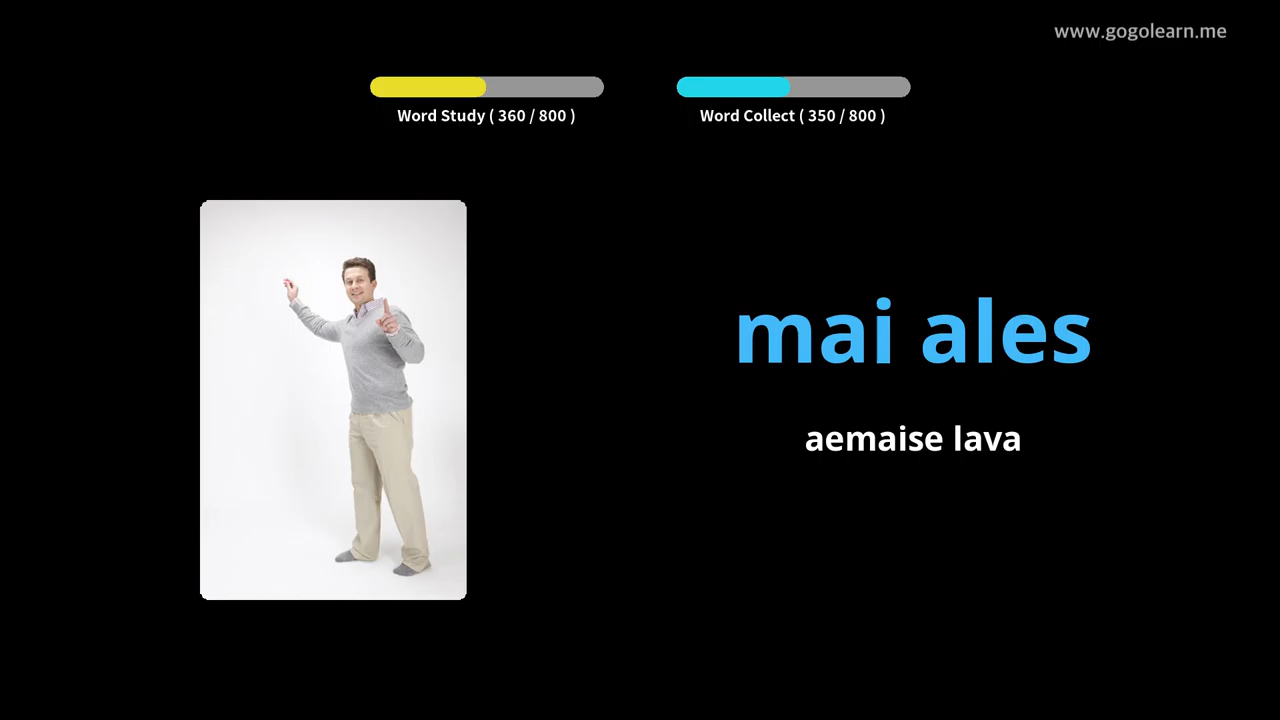 www.gogolearn.me
Word Study ( 360 / 800 )
Word Collect ( 350 / 800 )
mai ales
aemaise lava